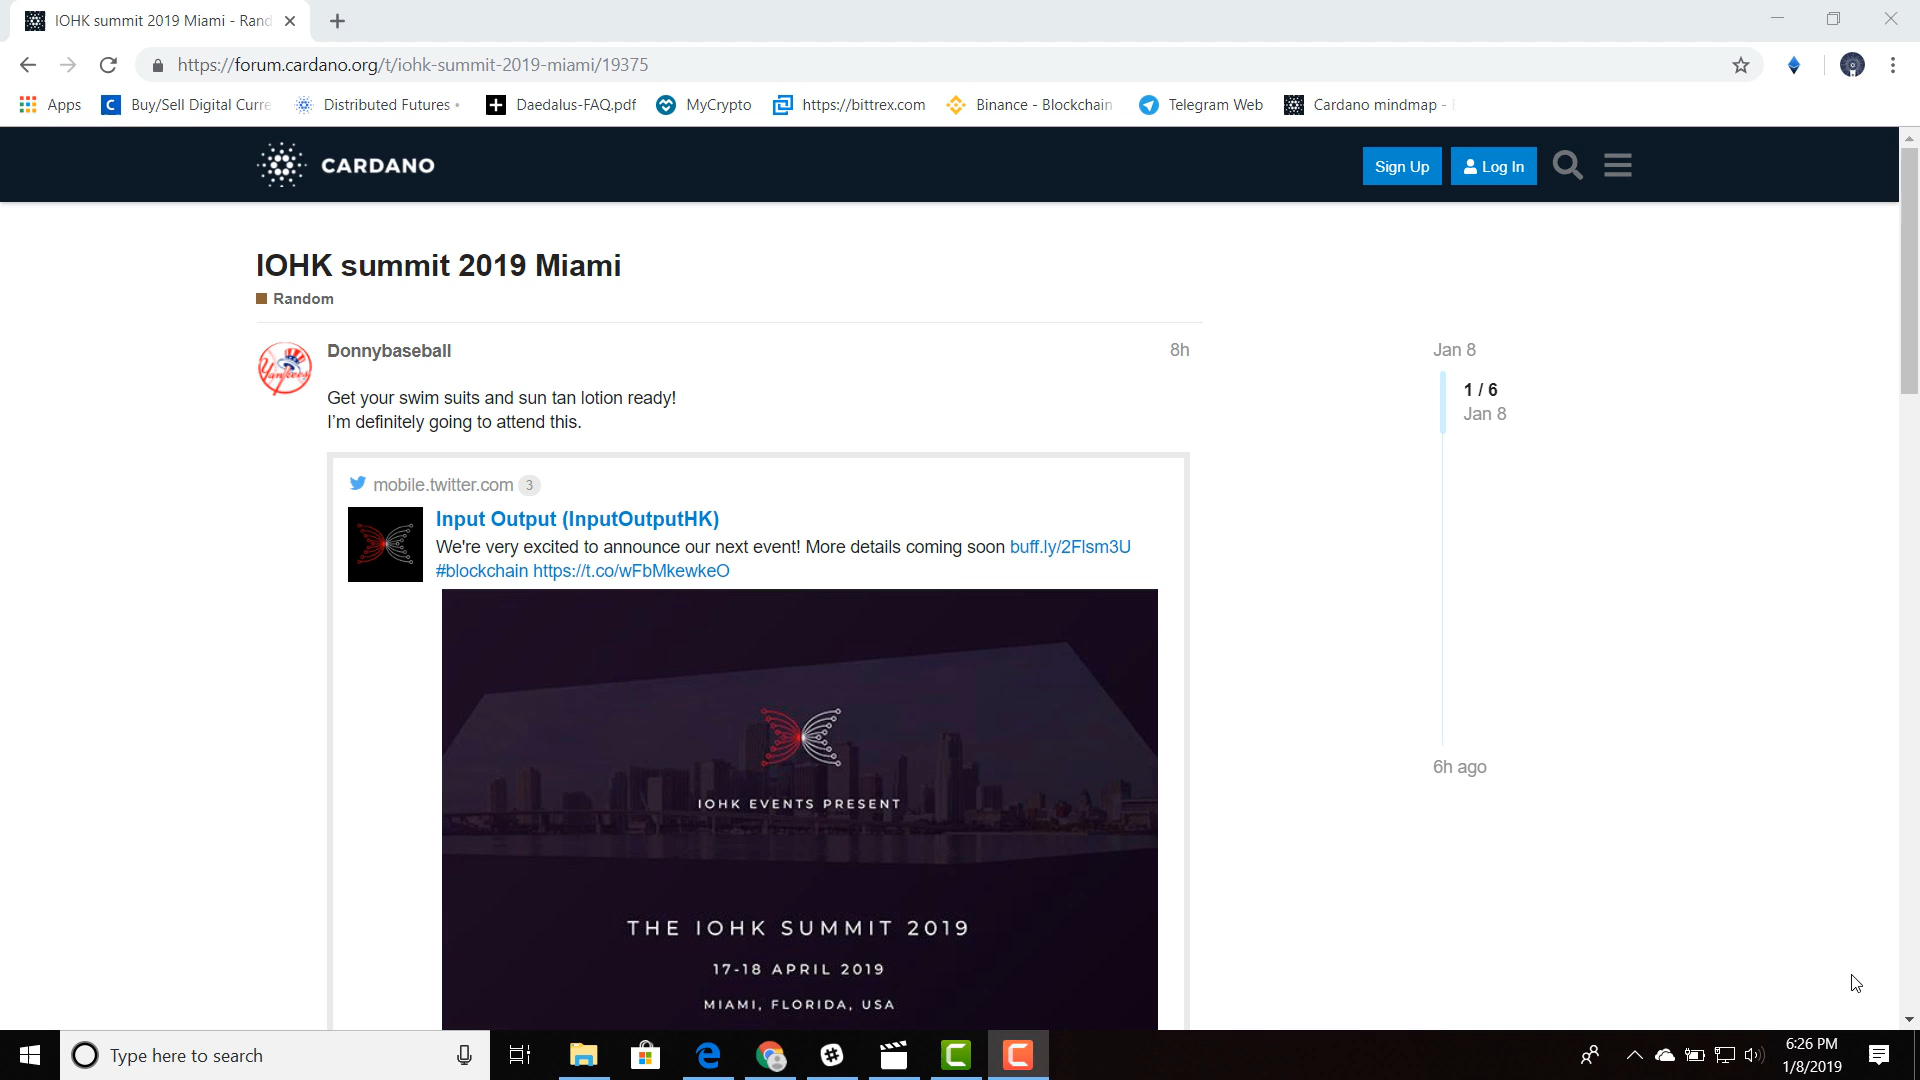 IOHK summit 2019 Miami - Rand
https://forum.cardano.org/t/iohk-summit-2019-miami/19375
Apps
Buy/Sell Digital Curre
Distributed Futures •
Daedalus-FAQ.pdf
MyCrypto
https://bittrex.com
Binance - Blockchain
Telegram Web
Cardano mindmap -
CARDANO
Sign Up
Log In
IOHK summit 2019 Miami
Random
Donnybaseball
8h
Get your swim suits and sun tan lotion ready!
I'm definitely going to attend this.
Jan 8
1 / 6
Jan 8
6h ago
mobile.twitter.com 3
Input Output (InputOutputHK)
We're very excited to announce our next event! More details coming soon buff.ly/2Flsm3U
#blockchain https://t.co/wFbMkewkeO
IOHK EVENTS PRESENT
THE IOHK SUMMIT 2019
17-18 APRIL 2019
MIAMI, FLORIDA, USA
Type here to search
6:26 PM
1/8/2019